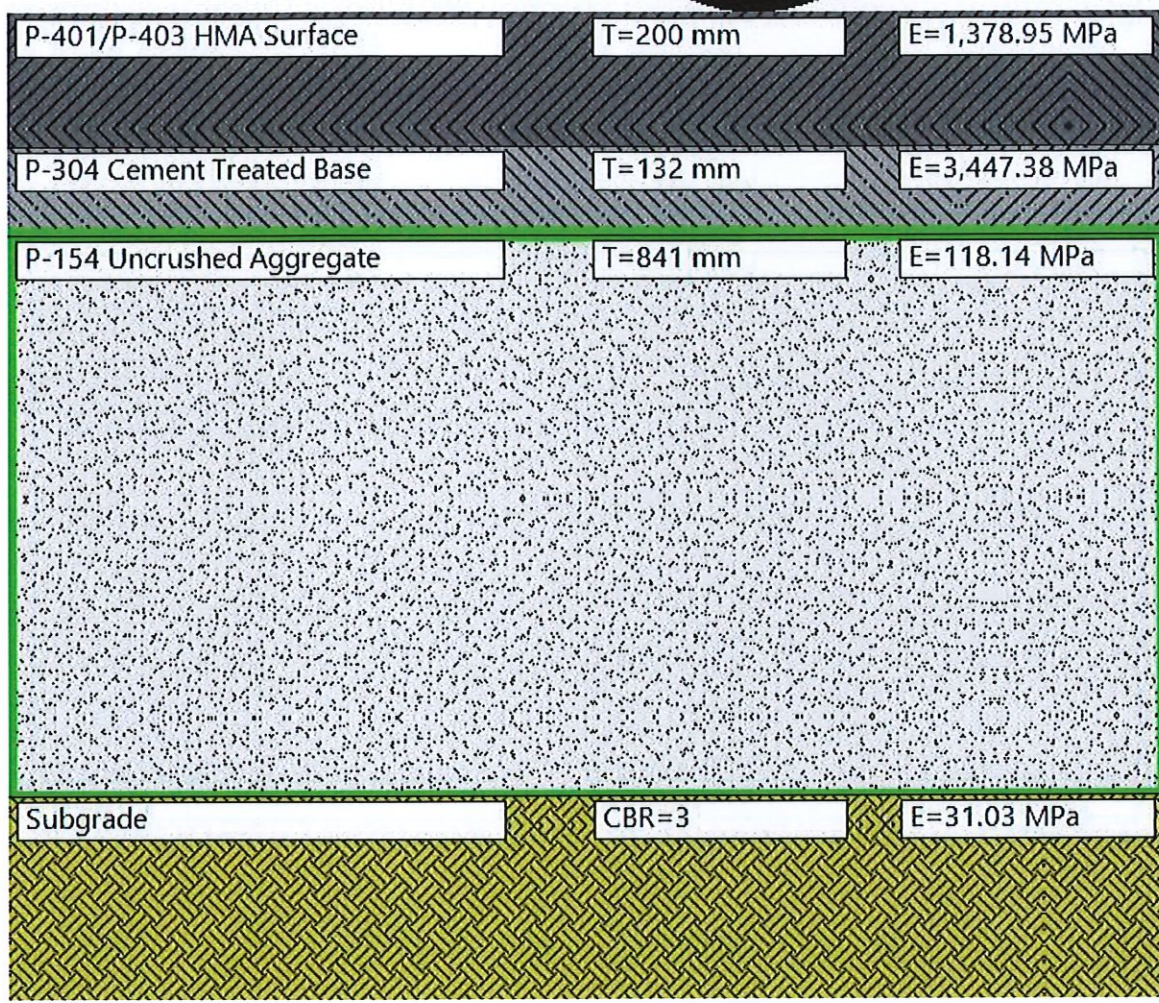 P-401/P-403 HMA Surface T=200 mm E=1,378.95 MPa
P-304 Cement Treated Base T=132 mm E=3,447.38 MPa
P-154 Uncrushed Aggregate T=841 mm E=118.14 MPa
Subgrade CBR=3 E=31.03 MPa